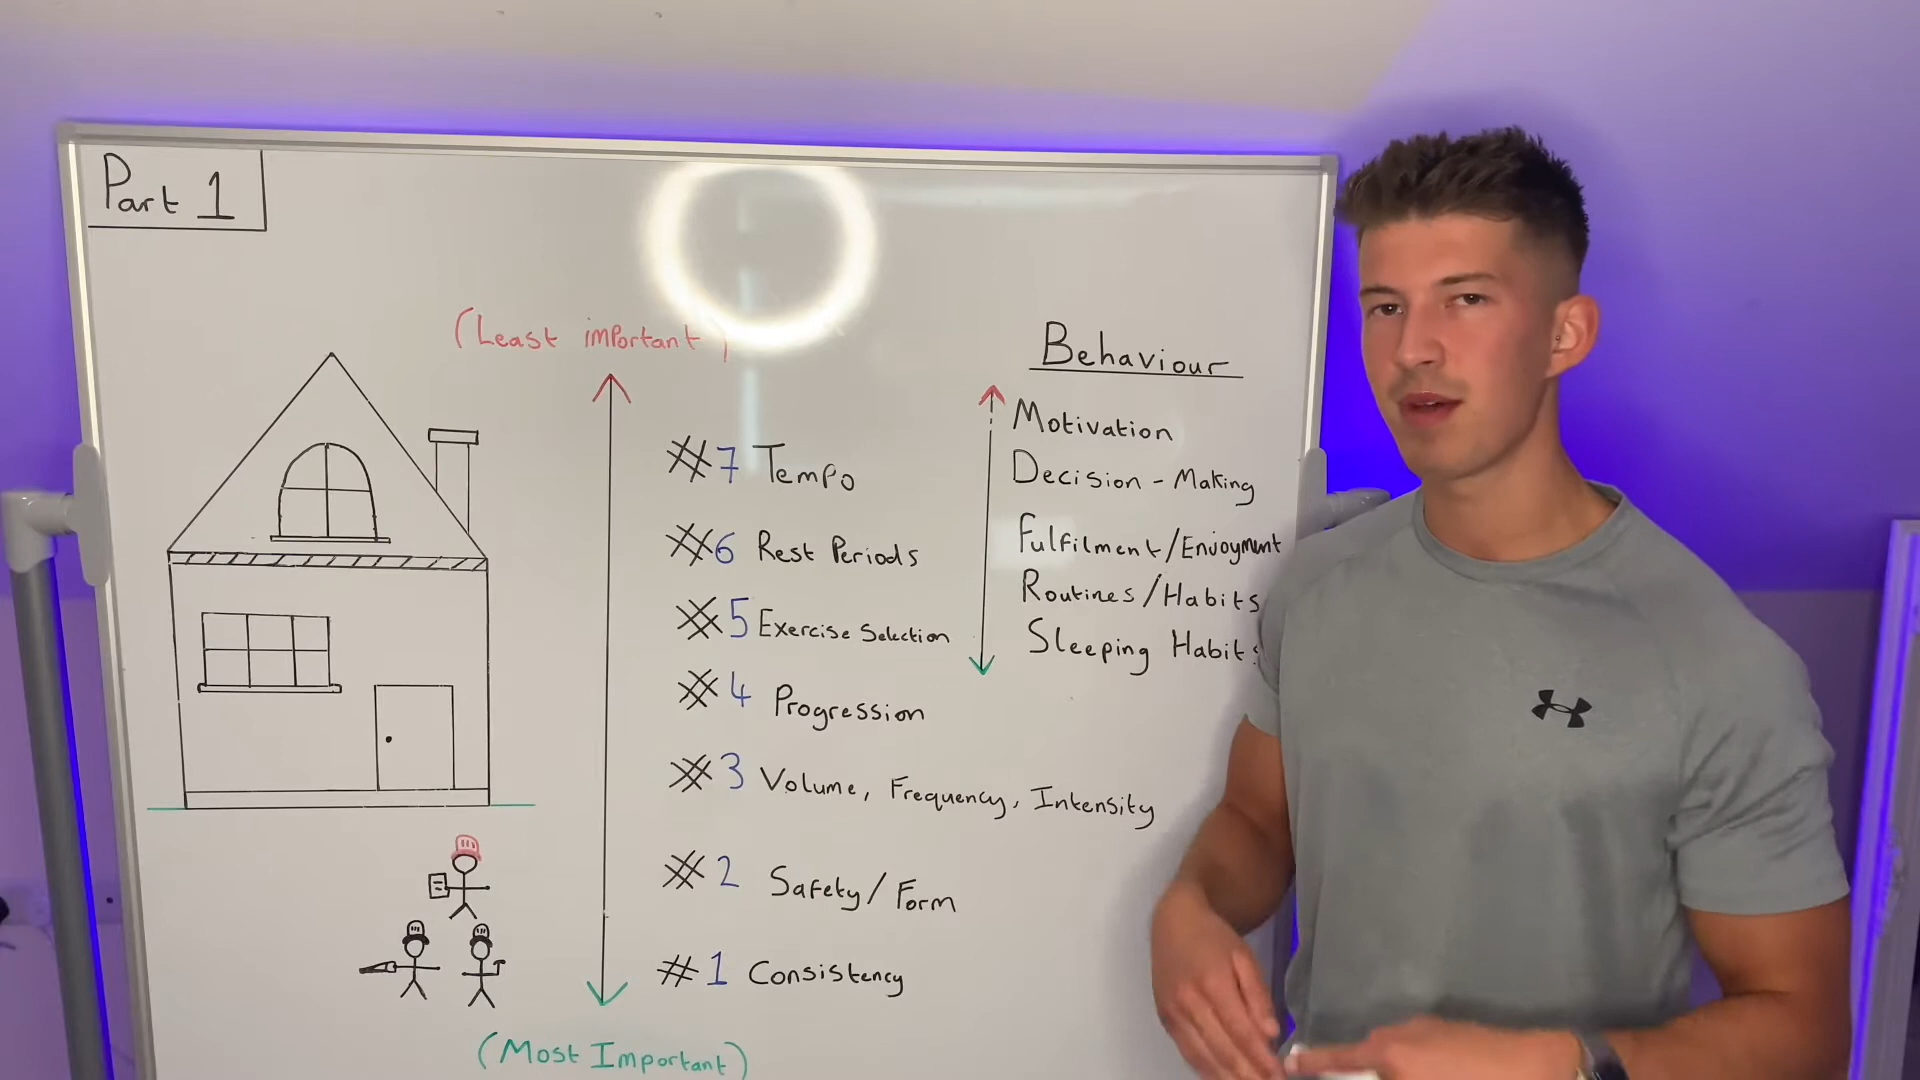 Part 1
(Least important)
#7 Tempo
#6 Rest Periods
#5 Exercise Selection
#4 Progression
#3 Volume, Frequency, Intensity
#2 Safety/Form
#1 Consistency
(Most Important)
Behaviour
Motivation
Decision-Making
Fulfilment/Enjoyment
Routines/Habits
Sleeping Habits